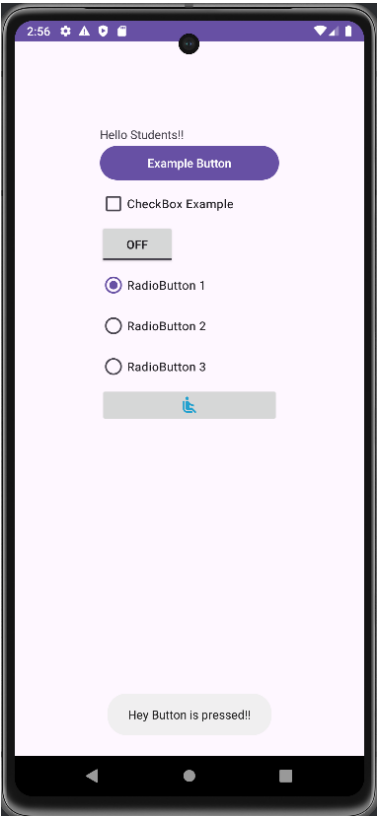 2:56
Hello Students!!
Example Button
CheckBox Example
OFF
RadioButton 1
RadioButton 2
RadioButton 3
Hey Button is pressed!!